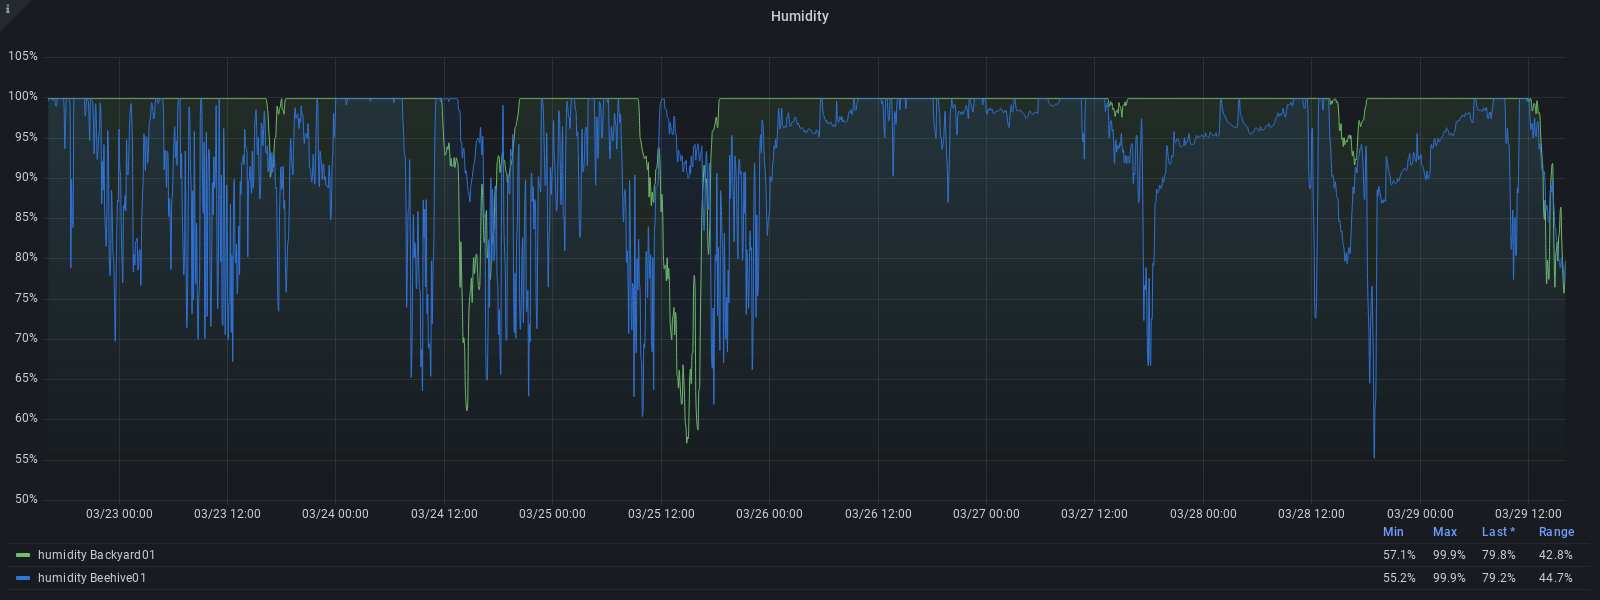 i
Humidity
105%
100%
95%
90%
85%
80%
75%
70%
65%
60%
55%
50%
03/23 00:00 03/23 12:00 03/24 00:00 03/24 12:00 03/25 00:00 03/25 12:00 03/26 00:00 03/26 12:00 03/27 00:00 03/27 12:00 03/28 00:00 03/28 12:00 03/29 00:00 03/29 12:00
Min Max Last * Range
humidity Backyard01 57.1% 99.9% 79.8% 42.8%
humidity Beehive01 55.2% 99.9% 79.2% 44.7%